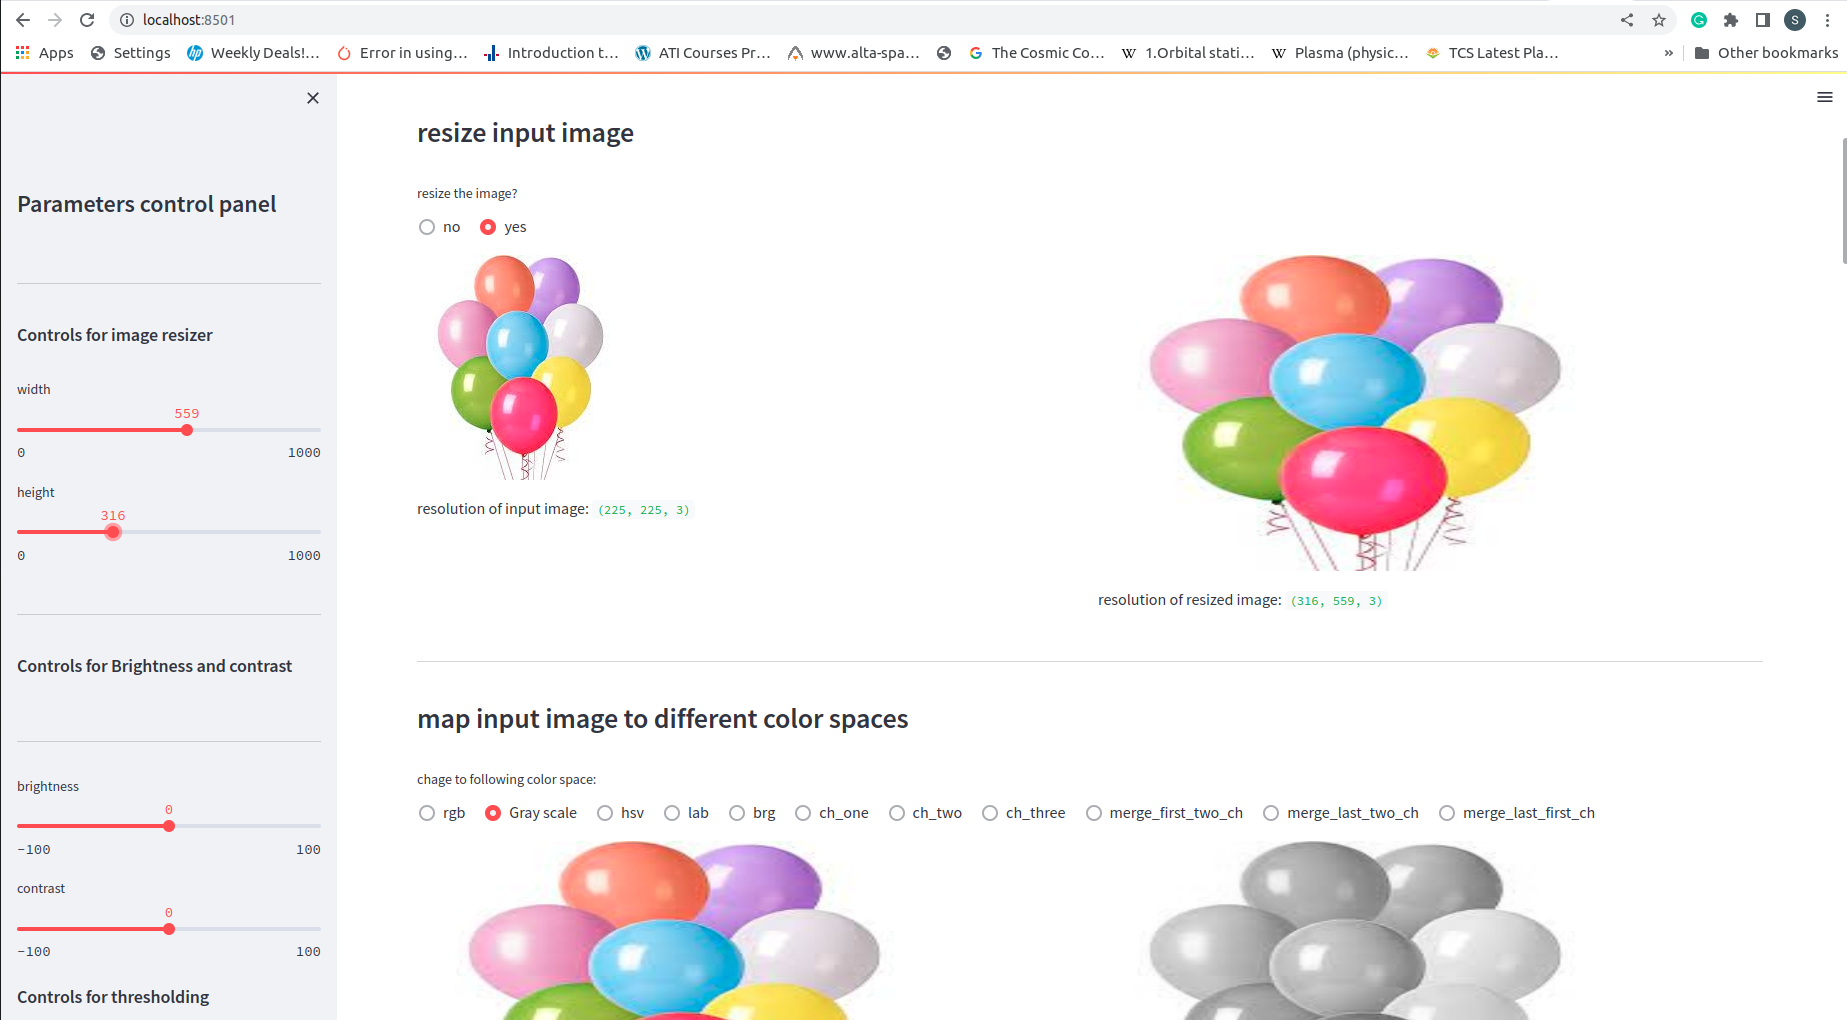 localhost:8501
S
Apps Settings Weekly Deals!... Error in using... Introduction t... ATI Courses Pr... www.alta-spa... The Cosmic Co... 1.Orbital stati... Plasma (physic... TCS Latest Pla... » Other bookmarks
Parameters control panel
Controls for image resizer
width
559
0 1000
height
316
0 1000
Controls for Brightness and contrast
brightness
0
-100 100
contrast
0
-100 100
Controls for thresholding
resize input image
resize the image?
no yes
resolution of input image: (225, 225, 3)
resolution of resized image: (316, 559, 3)
map input image to different color spaces
chage to following color space:
rgb Gray scale hsv lab brg ch_one ch_two ch_three merge_first_two_ch merge_last_two_ch merge_last_first_ch